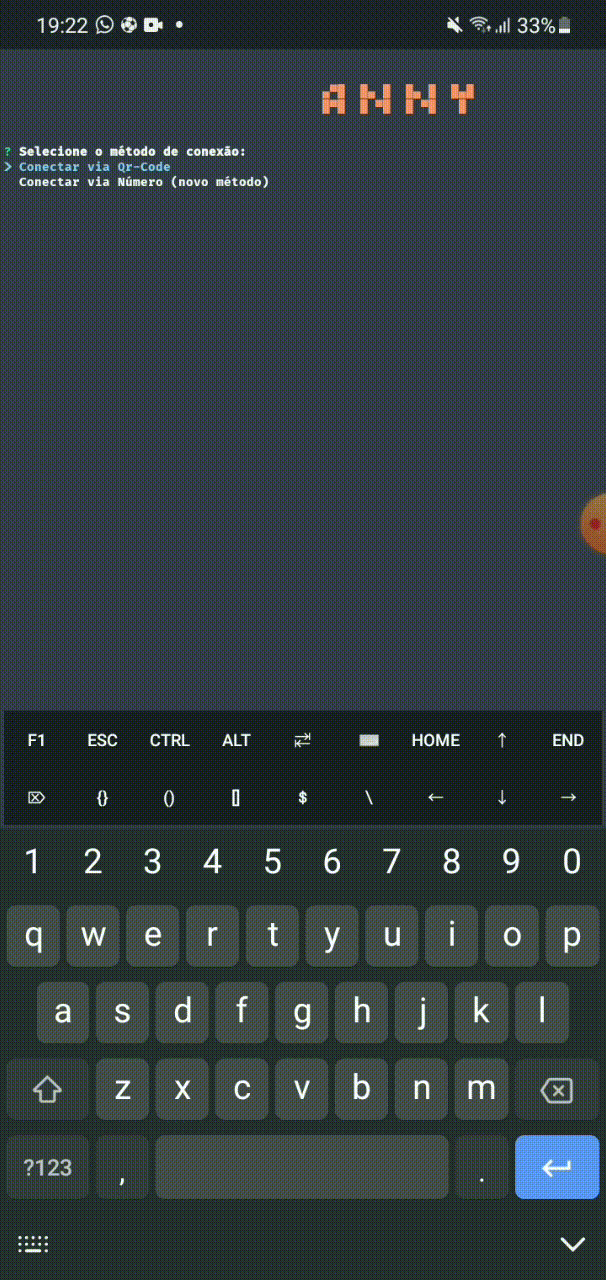 19:22 33%
ANNY
? Selecione o método de conexão:
> Conectar via Qr-Code
Conectar via Número (novo método)
F1 ESC CTRL ALT HOME ↑ END
{} () [] $ \ ← ↓ →
1 2 3 4 5 6 7 8 9 0
q w e r t y u i o p
a s d f g h j k l
z x c v b n m
?123 , .